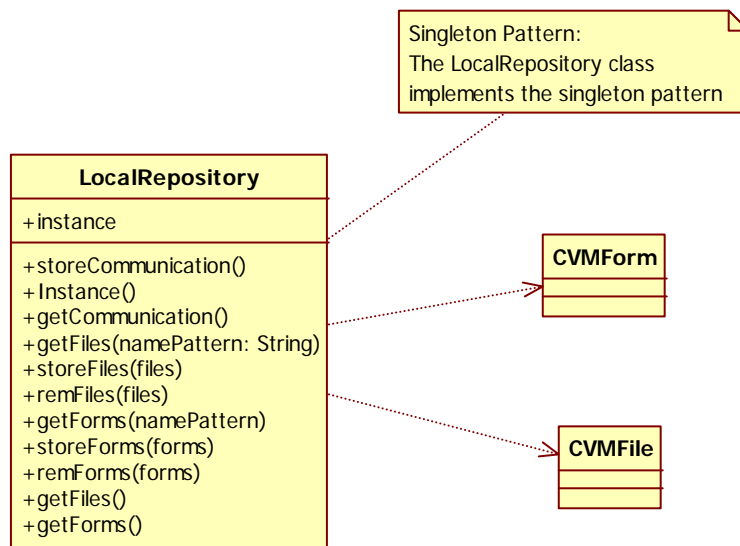 Singleton Pattern:
The LocalRepository class
implements the singleton pattern
LocalRepository
+instance
+storeCommunication()
+Instance()
+getCommunication()
+getFiles(namePattern: String)
+storeFiles(files)
+remFiles(files)
+getForms(namePattern)
+storeForms(forms)
+remForms(forms)
+getFiles()
+getForms()
CVMForm
CVMFile